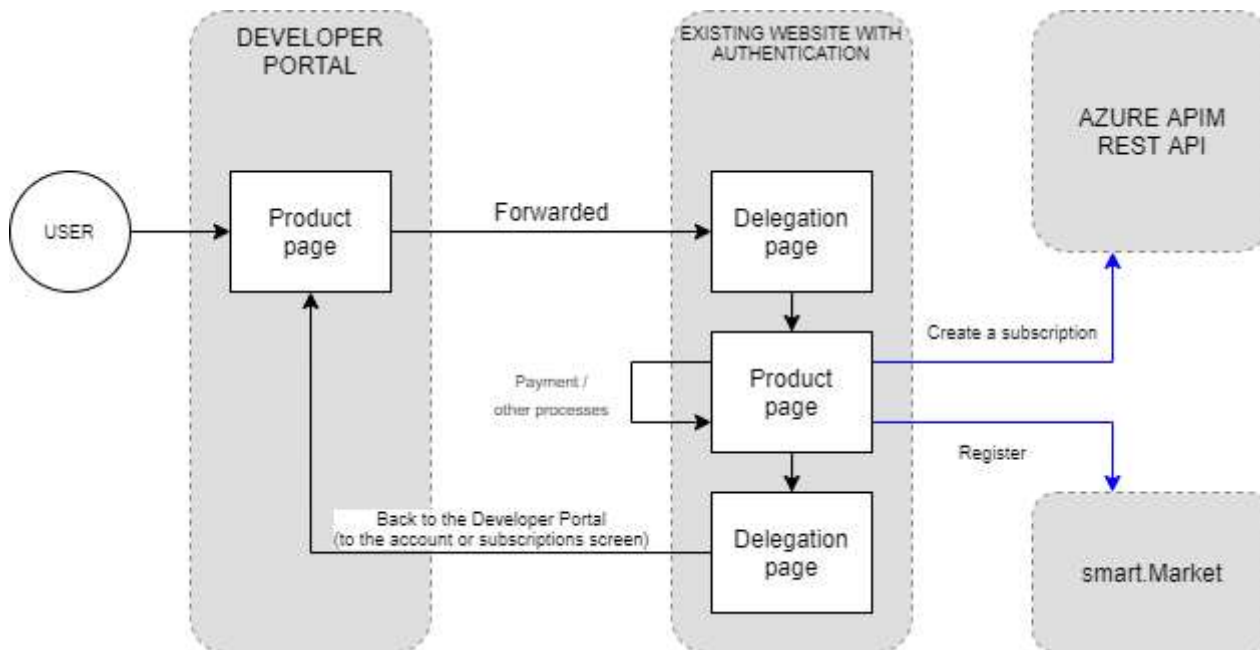 DEVELOPER
PORTAL
EXISTING WEBSITE WITH
AUTHENTICATION
AZURE APIM
REST API
USER
Product
page
Forwarded
Delegation
page
Create a subscription
Payment /
other processes
Product
page
Register
Back to the Developer Portal
(to the account or subscriptions screen)
Delegation
page
smart.Market